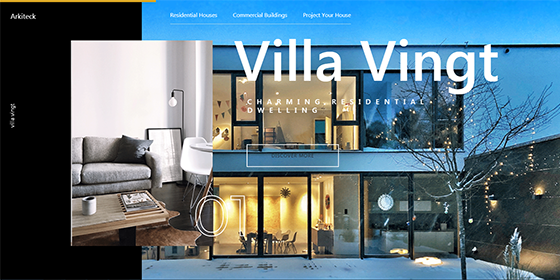 Arkiteck
Residential Houses Commercial Buildings Project Your House
Villa Vingt
CHARMING RESIDENTIAL
DWELLING
villa vingt
DISCOVER MORE
01